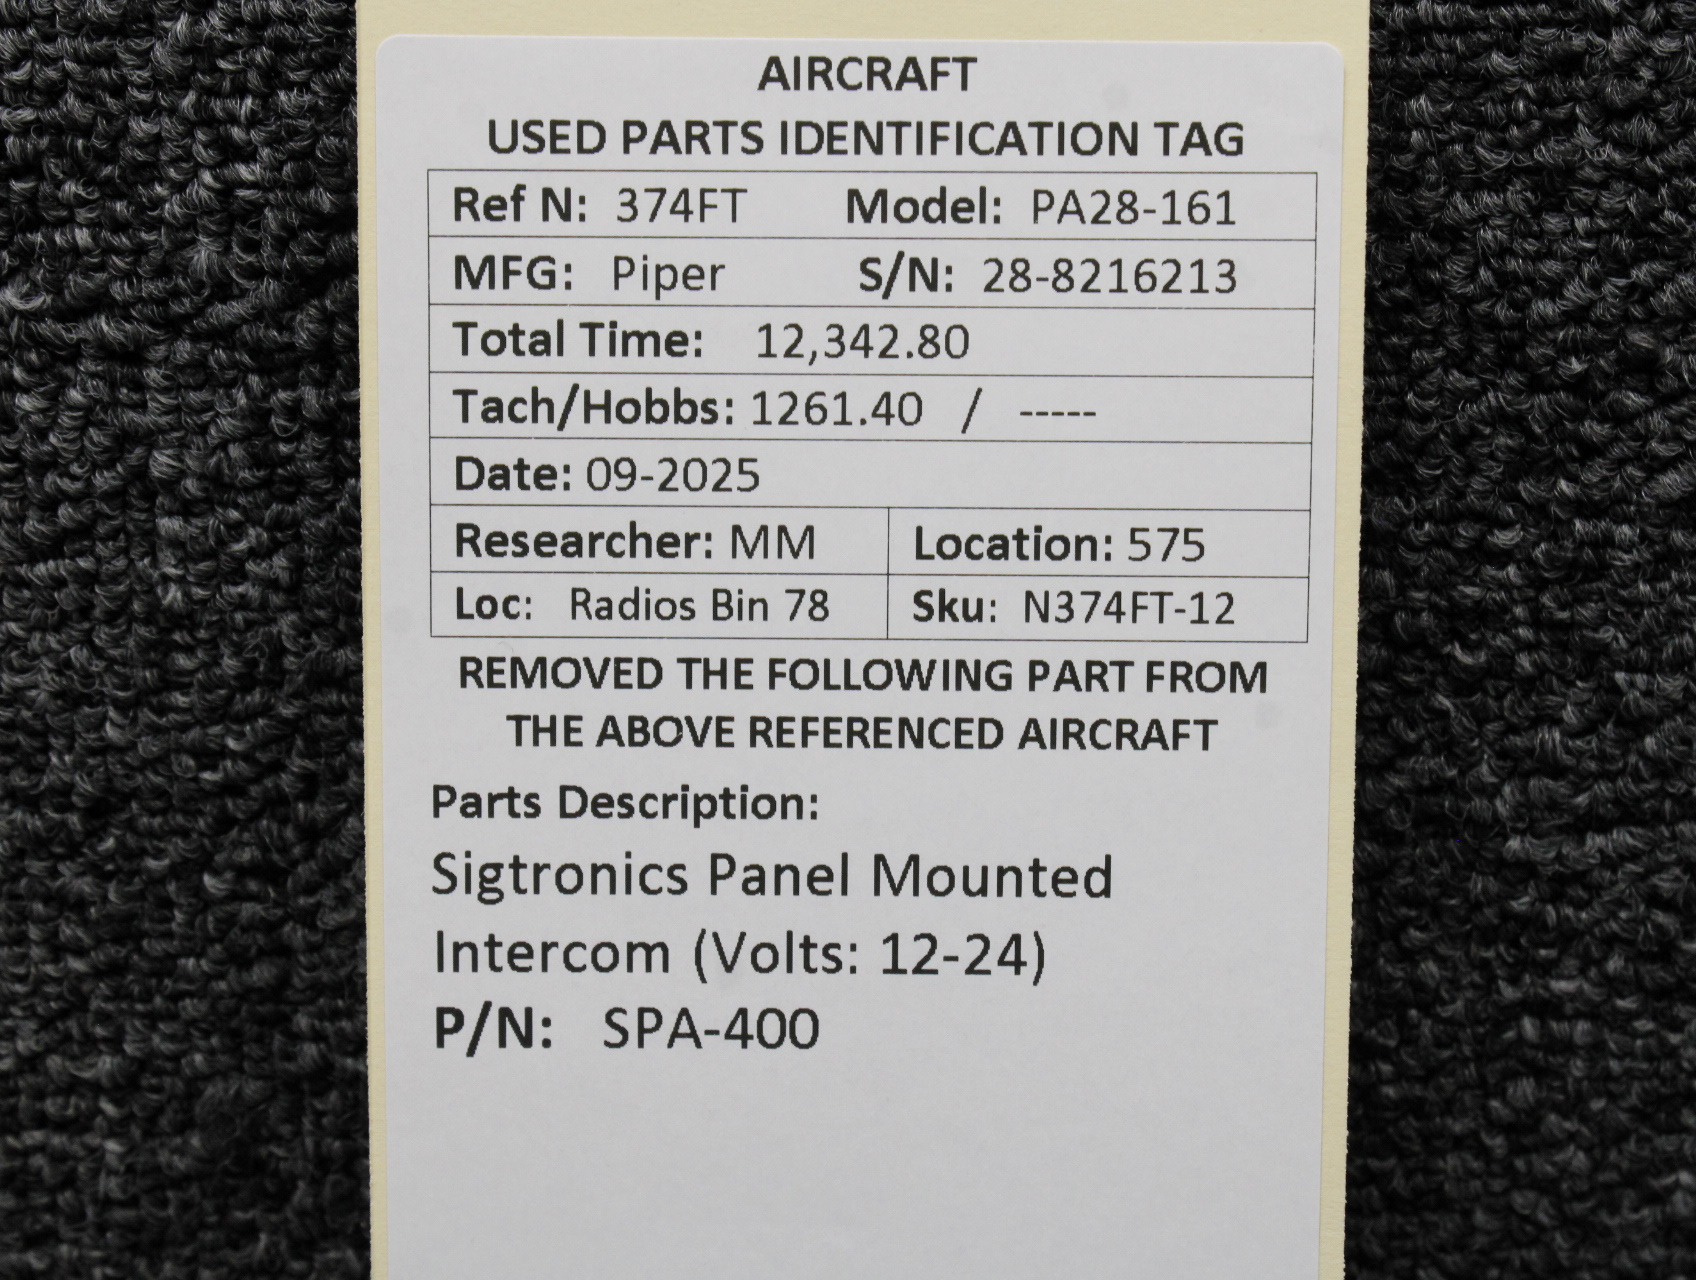 AIRCRAFT
USED PARTS IDENTIFICATION TAG
Ref N: 374FT Model: PA28-161
MFG: Piper S/N: 28-8216213
Total Time: 12,342.80
Tach/Hobbs: 1261.40 / -----
Date: 09-2025
Researcher: MM Location: 575
Loc: Radios Bin 78 Sku: N374FT-12
REMOVED THE FOLLOWING PART FROM
THE ABOVE REFERENCED AIRCRAFT
Parts Description:
Sigtronics Panel Mounted
Intercom (Volts: 12-24)
P/N: SPA-400